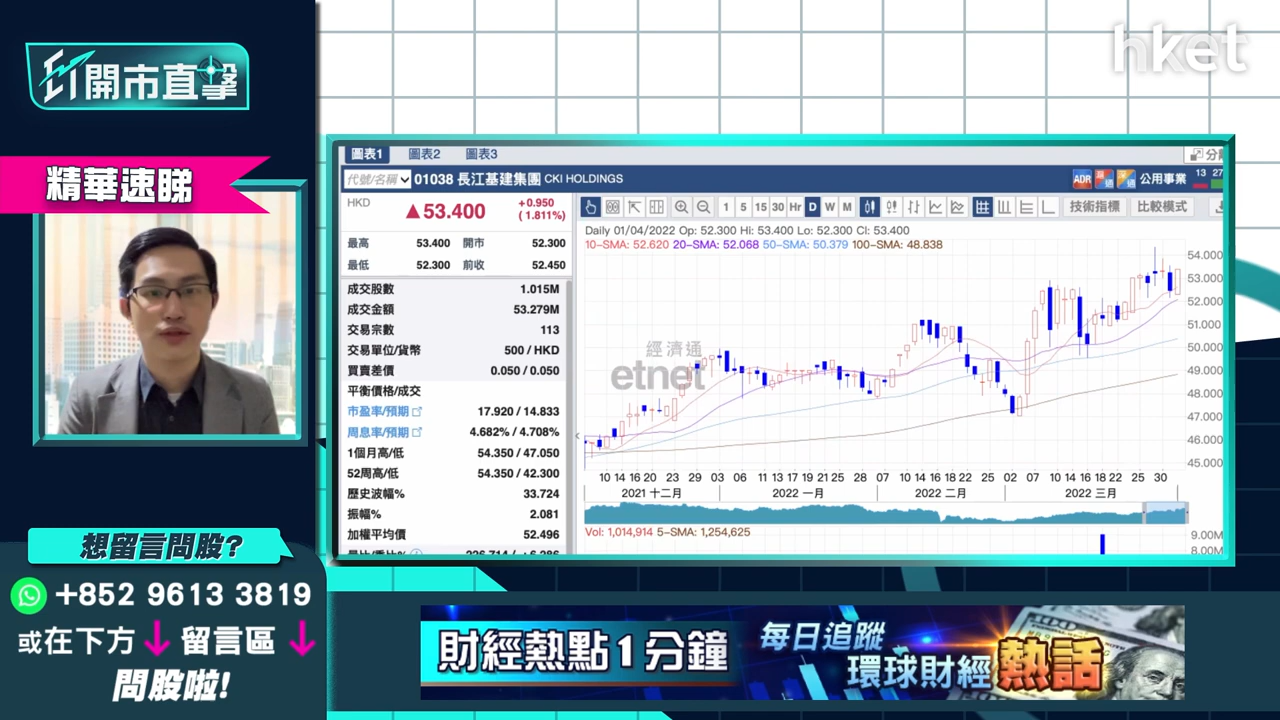 ET開市直擊
hket
精華速睇
圖表1 圖表2 圖表3
代號/名稱 01038 長江基建集團 CKI HOLDINGS
ADR 公用事業 13 27
HKD
▲53.400
+0.950
( 1.811%)
最高 53.400 開市 52.300
最低 52.300 前收 52.450
成交股數 1.015M
成交金額 53.279M
交易宗數 113
交易單位/貨幣 500 / HKD
買賣差價 0.050 / 0.050
平衡價格/成交
市盈率/預期 17.920 / 14.833
周息率/預期 4.682% / 4.708%
1個月高/低 54.350 / 47.050
52周高/低 54.350 / 42.300
歷史波幅% 33.724
振幅% 2.081
加權平均價 52.496
1 5 15 30 Hr D W M 技術指標 比較模式
Daily 01/04/2022 Op: 52.300 Hi: 53.400 Lo: 52.300 Cl: 53.400
10-SMA: 52.620 20-SMA: 52.068 50-SMA: 50.379 100-SMA: 48.838
54.000
53.000
52.000
51.000
50.000
49.000
48.000
47.000
46.000
45.000
經濟通
etnet
10 14 16 20 23 29 03 06 11 13 17 19 21 25 28 07 10 14 16 18 22 25 02 07 10 14 16 18 22 25 30
2021 十二月 2022 一月 2022 二月 2022 三月
Vol: 1,014,914 5-SMA: 1,254,625
9.00M
8.00M
想留言問股?
+852 9613 3819
或在下方↓留言區↓
問股啦!
財經熱點1分鐘
每日追蹤
環球財經熱話